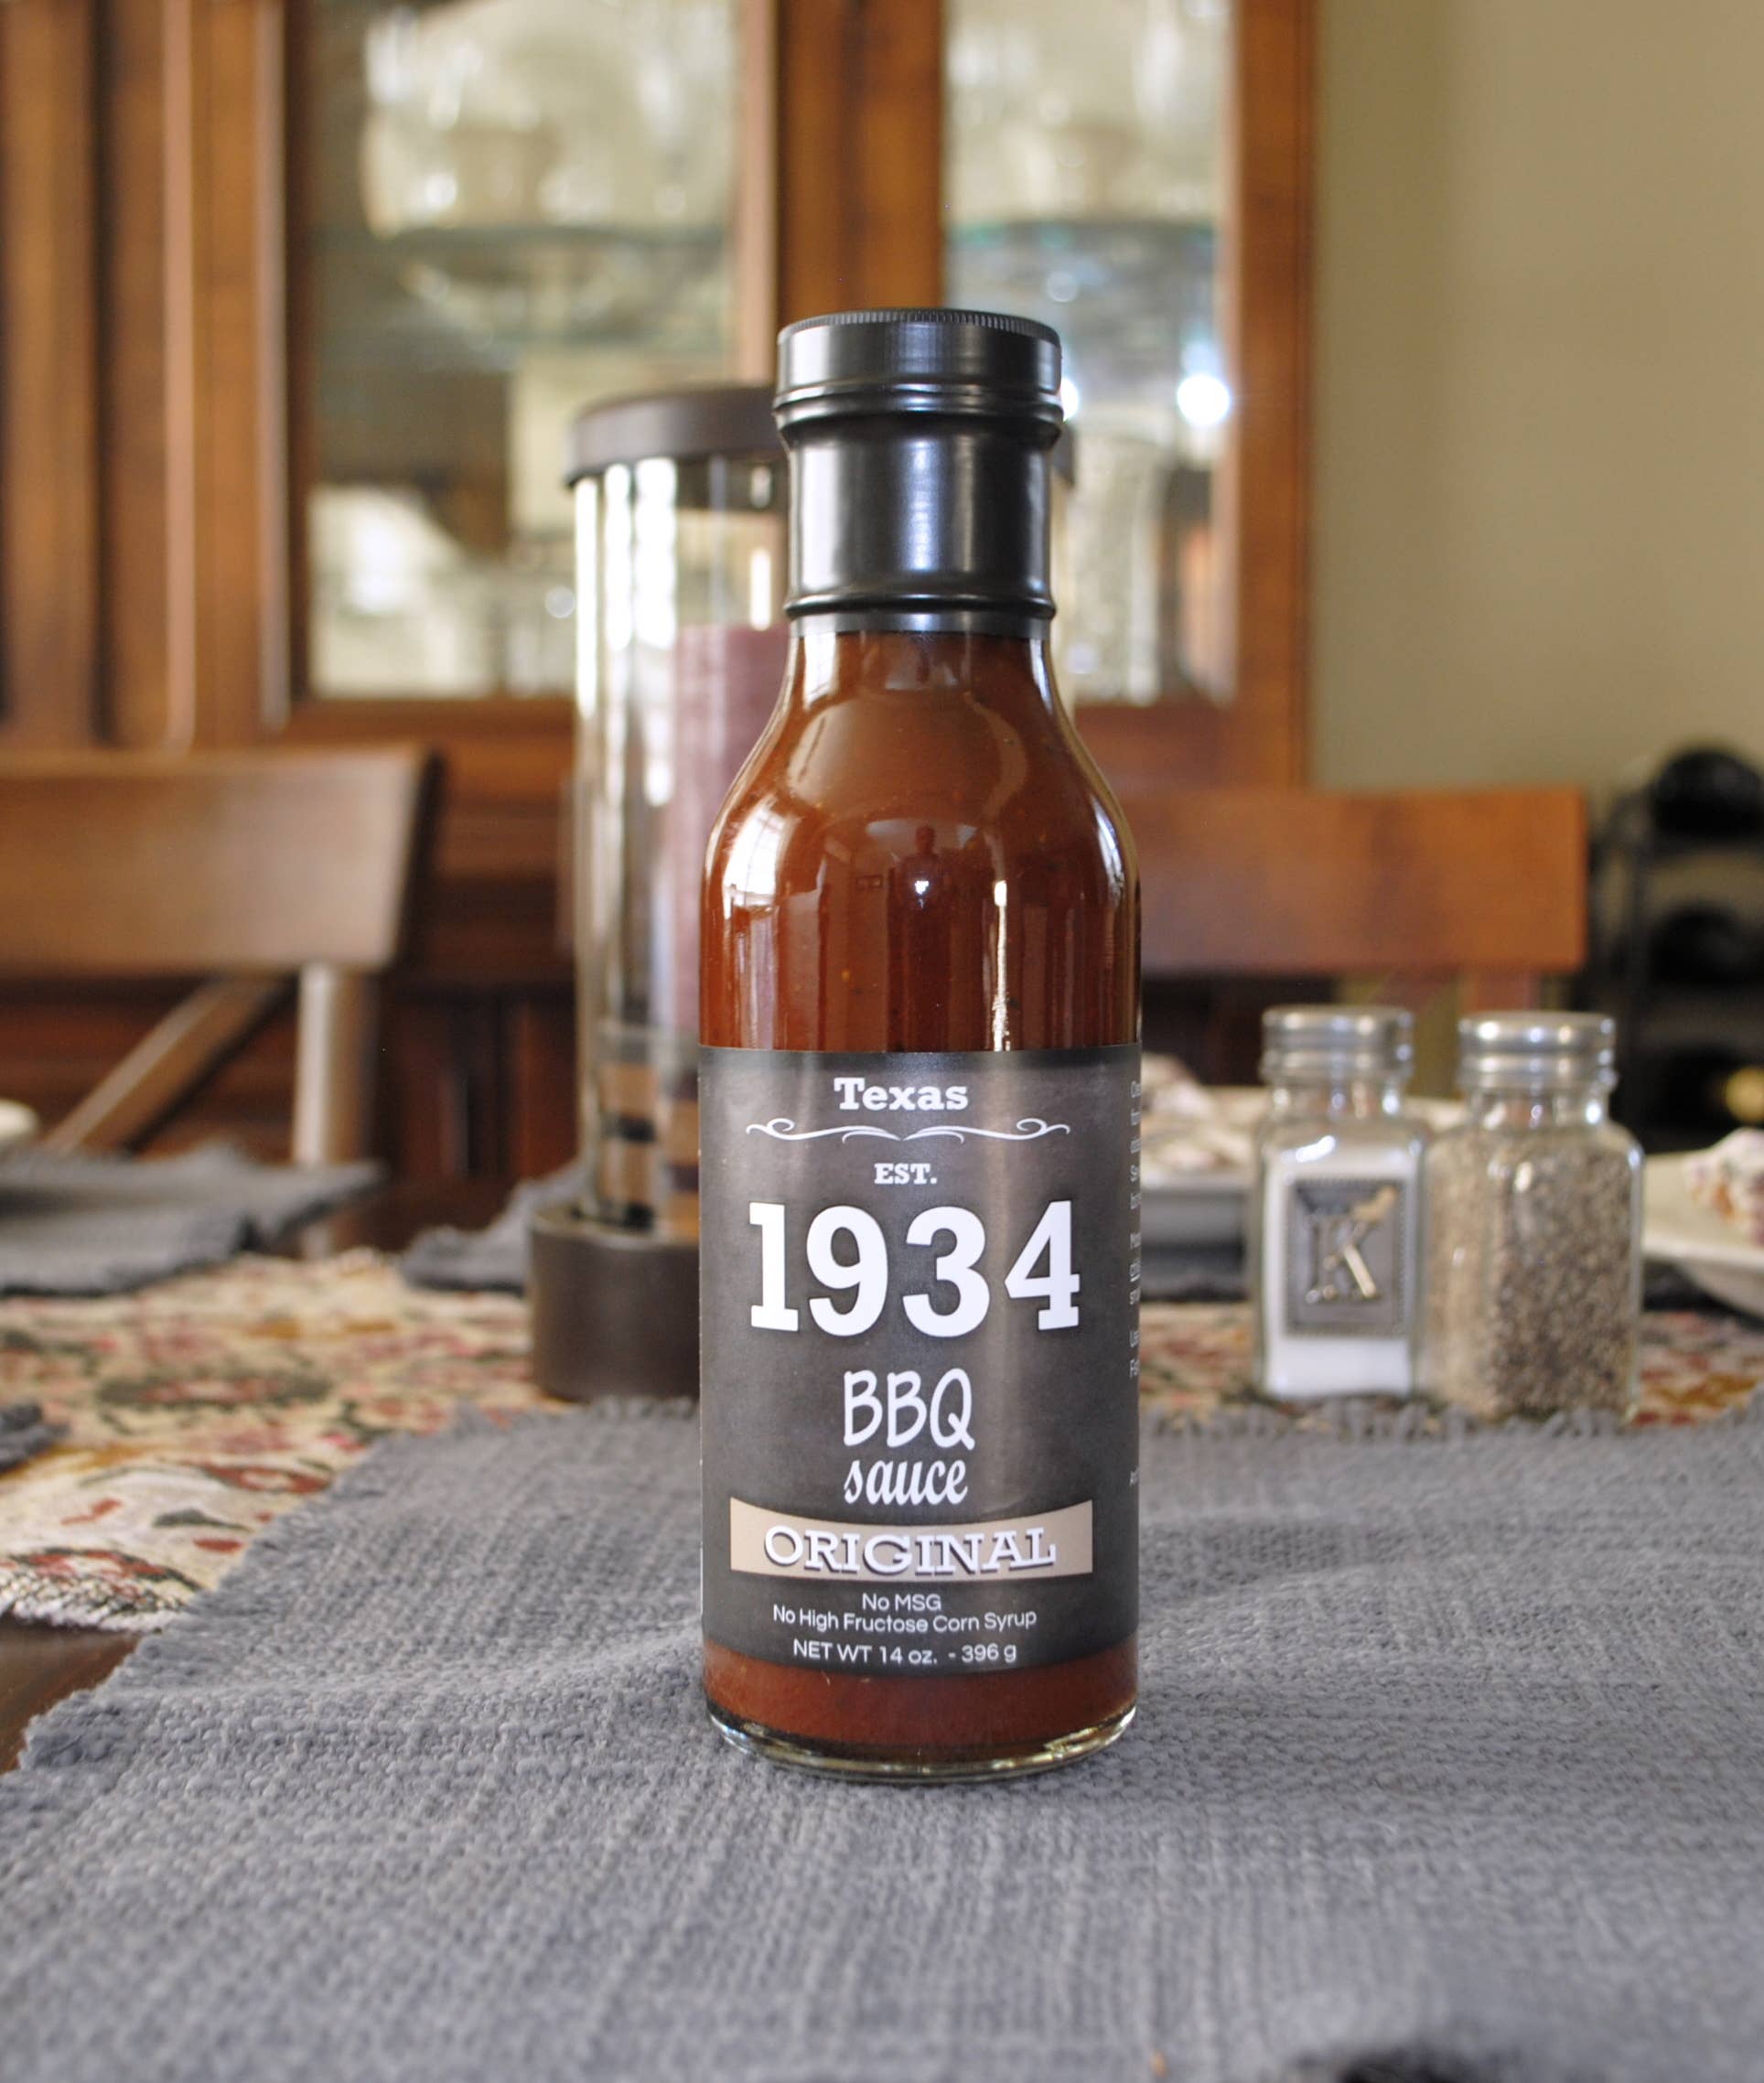 Texas
EST.
1934
BBQ
sauce
ORIGINAL
No MSG
No High Fructose Corn Syrup
NET WT 14 oz. - 396 g
K